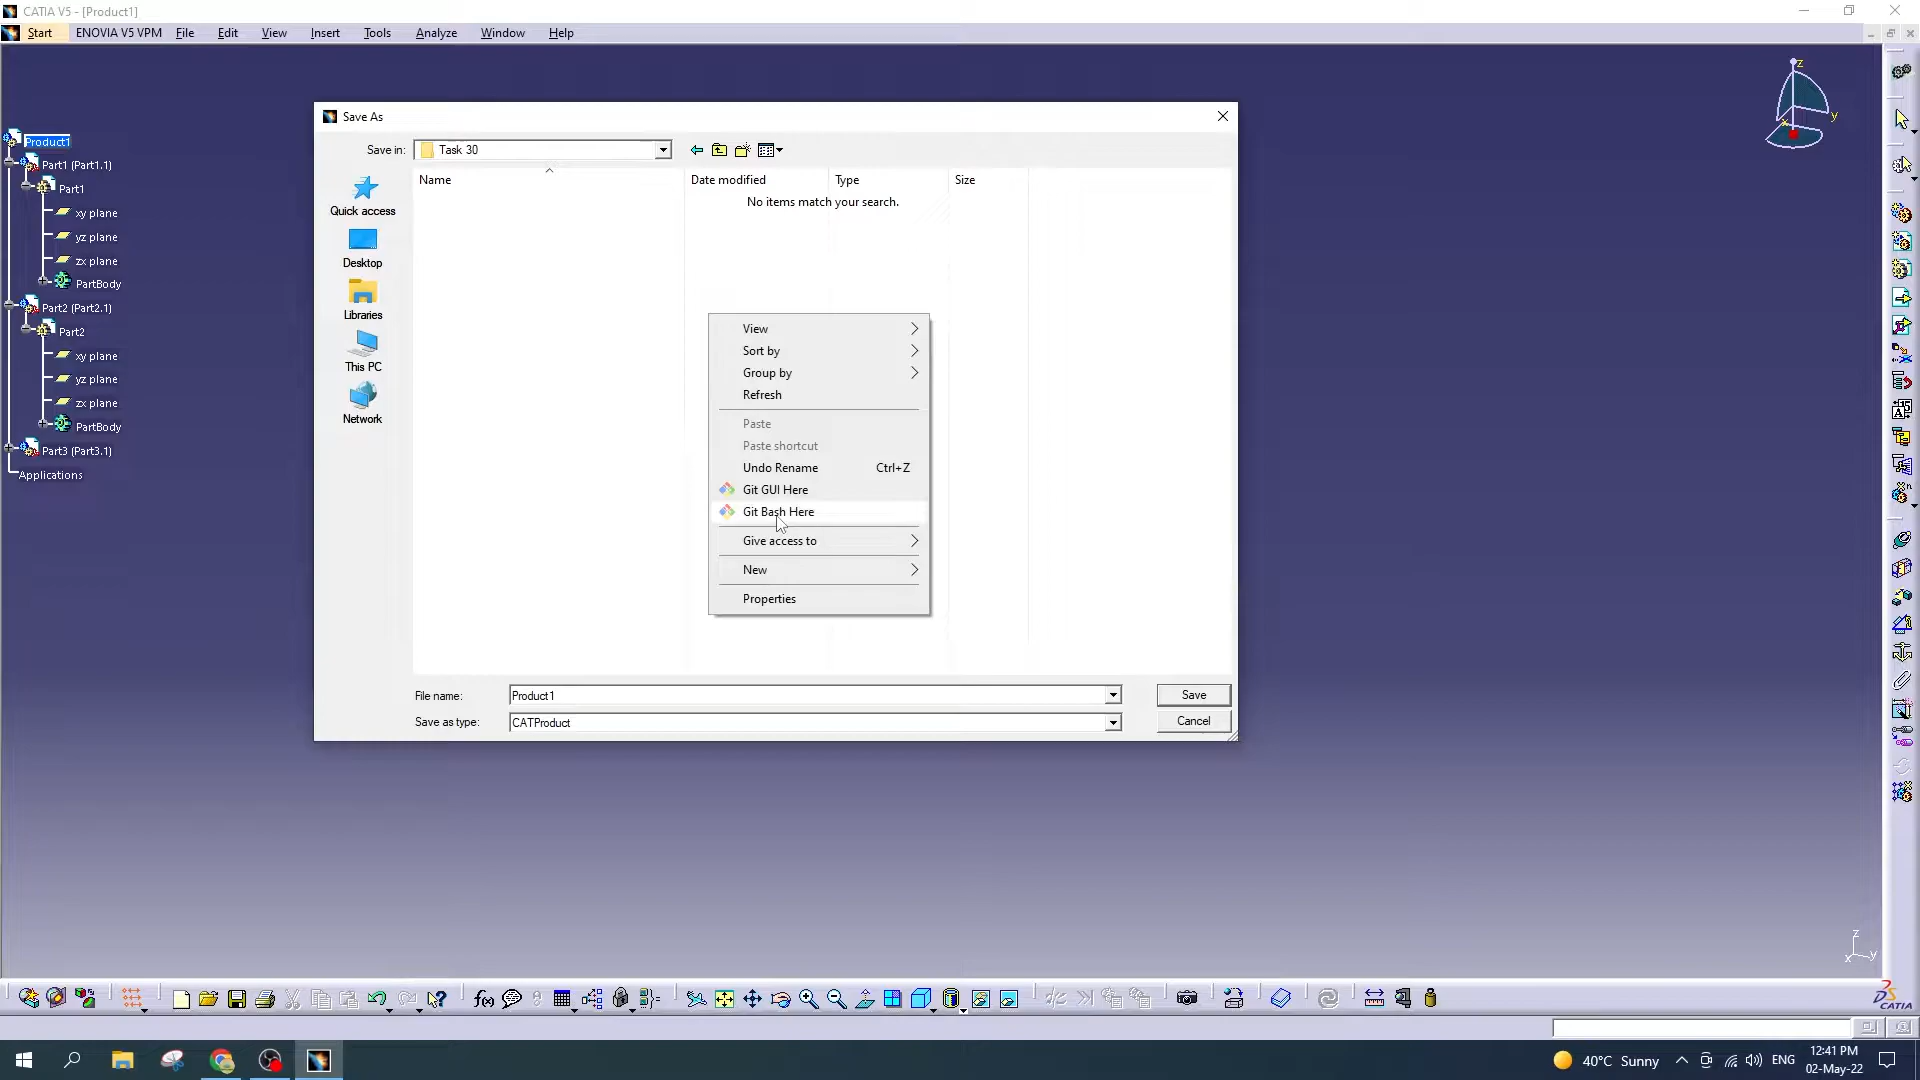 CATIA V5 - [Product1]
Start ENOVIA V5 VPM File Edit View Insert Tools Analyze Window Help
Product1
Part1 (Part1.1)
Part1
xy plane
yz plane
zx plane
PartBody
Part2 (Part2.1)
Part2
xy plane
yz plane
zx plane
PartBody
Part3 (Part3.1)
Applications
Save As
Save in: Task 30
Quick access
Desktop
Libraries
This PC
Network
Name Date modified Type Size
No items match your search.
View
Sort by
Group by
Refresh
Paste
Paste shortcut
Undo Rename Ctrl+Z
Git GUI Here
Git Bash Here
Give access to
New
Properties
File name: Product1 Save
Save as type: CATProduct Cancel
z
y
x
z
x y
f(x)
CATIA
40°C Sunny ENG 12:41 PM
02-May-22